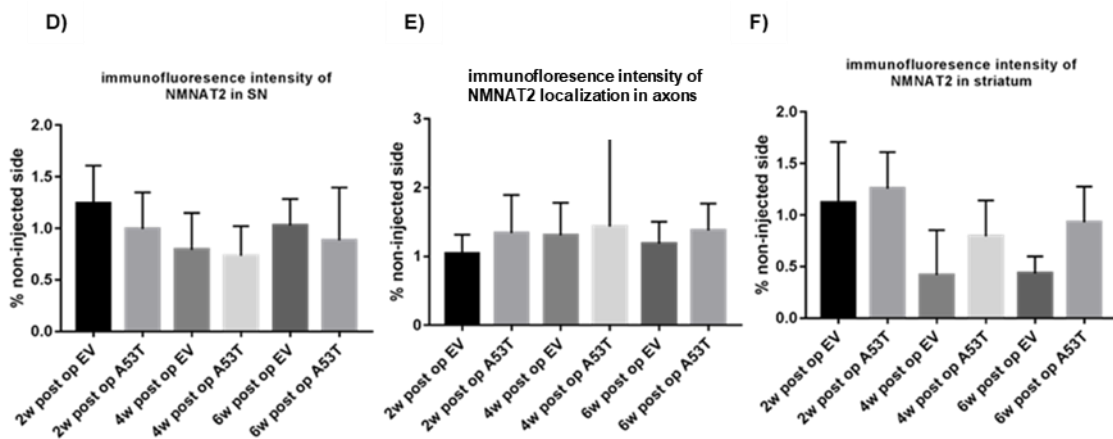 D)
immunofluoresence intensity of
NMNAT2 in SN
% non-injected side
2.0
1.5
1.0
0.5
0.0
2w post op EV
2w post op A53T
4w post op EV
4w post op A53T
6w post op EV
6w post op A53T
E)
immunofloresence intensity of
NMNAT2 localization in axons
% non-injected side
3
2
1
0
2w post op EV
2w post op A53T
4w post op EV
4w post op A53T
6w post op EV
6w post op A53T
F)
immunofluoresence intensity of
NMNAT2 in striatum
% non-injected side
2.0
1.5
1.0
0.5
0.0
2w post op EV
2w post op A53T
4w post op EV
4w post op A53T
6w post op EV
6w post op A53T